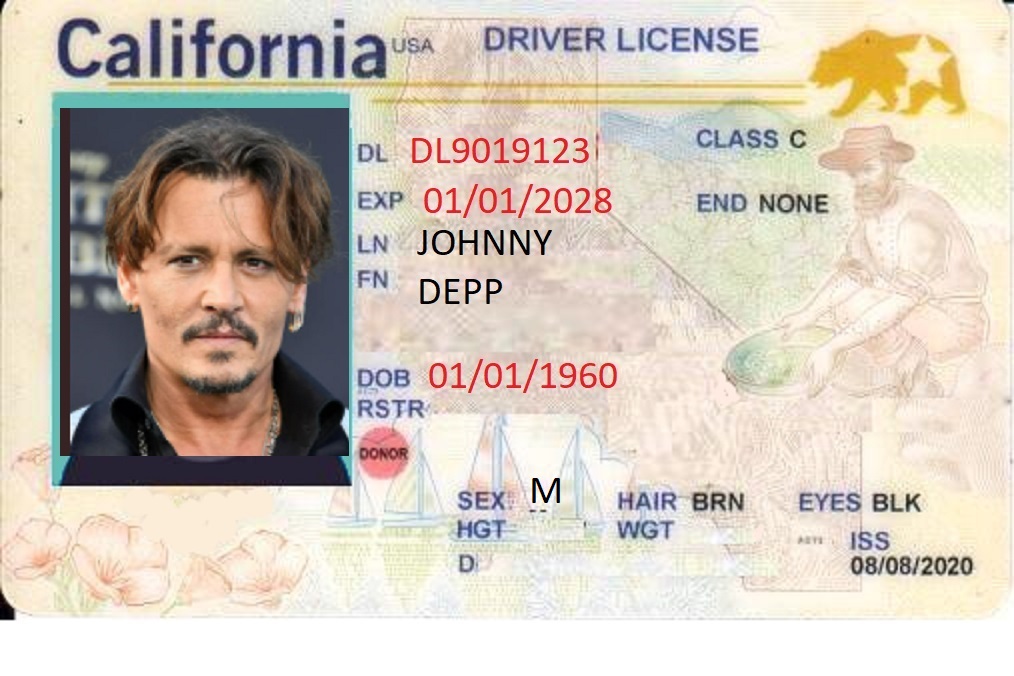 California USA DRIVER LICENSE
DL DL9019123 CLASS C
EXP 01/01/2028 END NONE
LN JOHNNY
FN DEPP
DOB 01/01/1960
RSTR
DONOR
SEX M HAIR BRN EYES BLK
HGT WGT ISS
D 08/08/2020